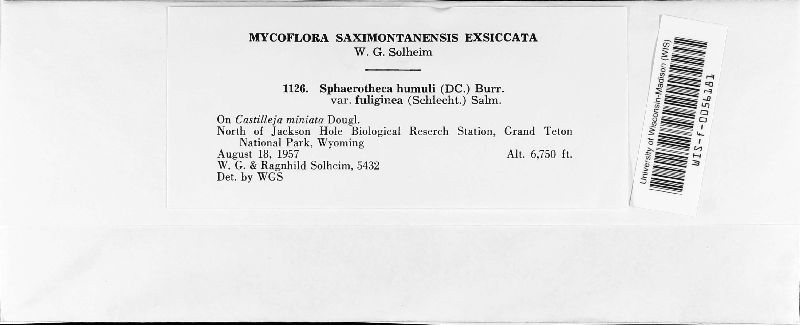 MYCOFLORA SAXIMONTANENSIS EXSICCATA
W. G. Solheim
1126. Sphaerotheca humuli (DC.) Burr.
var. fuliginea (Schlecht.) Salm.
On Castilleja miniata Dougl.
North of Jackson Hole Biological Reserch Station, Grand Teton
National Park, Wyoming
August 18, 1957 Alt. 6,750 ft.
W. G. & Ragnhild Solheim, 5432
Det. by WGS
University of Wisconsin-Madison (WIS)
WIS-f-0056181